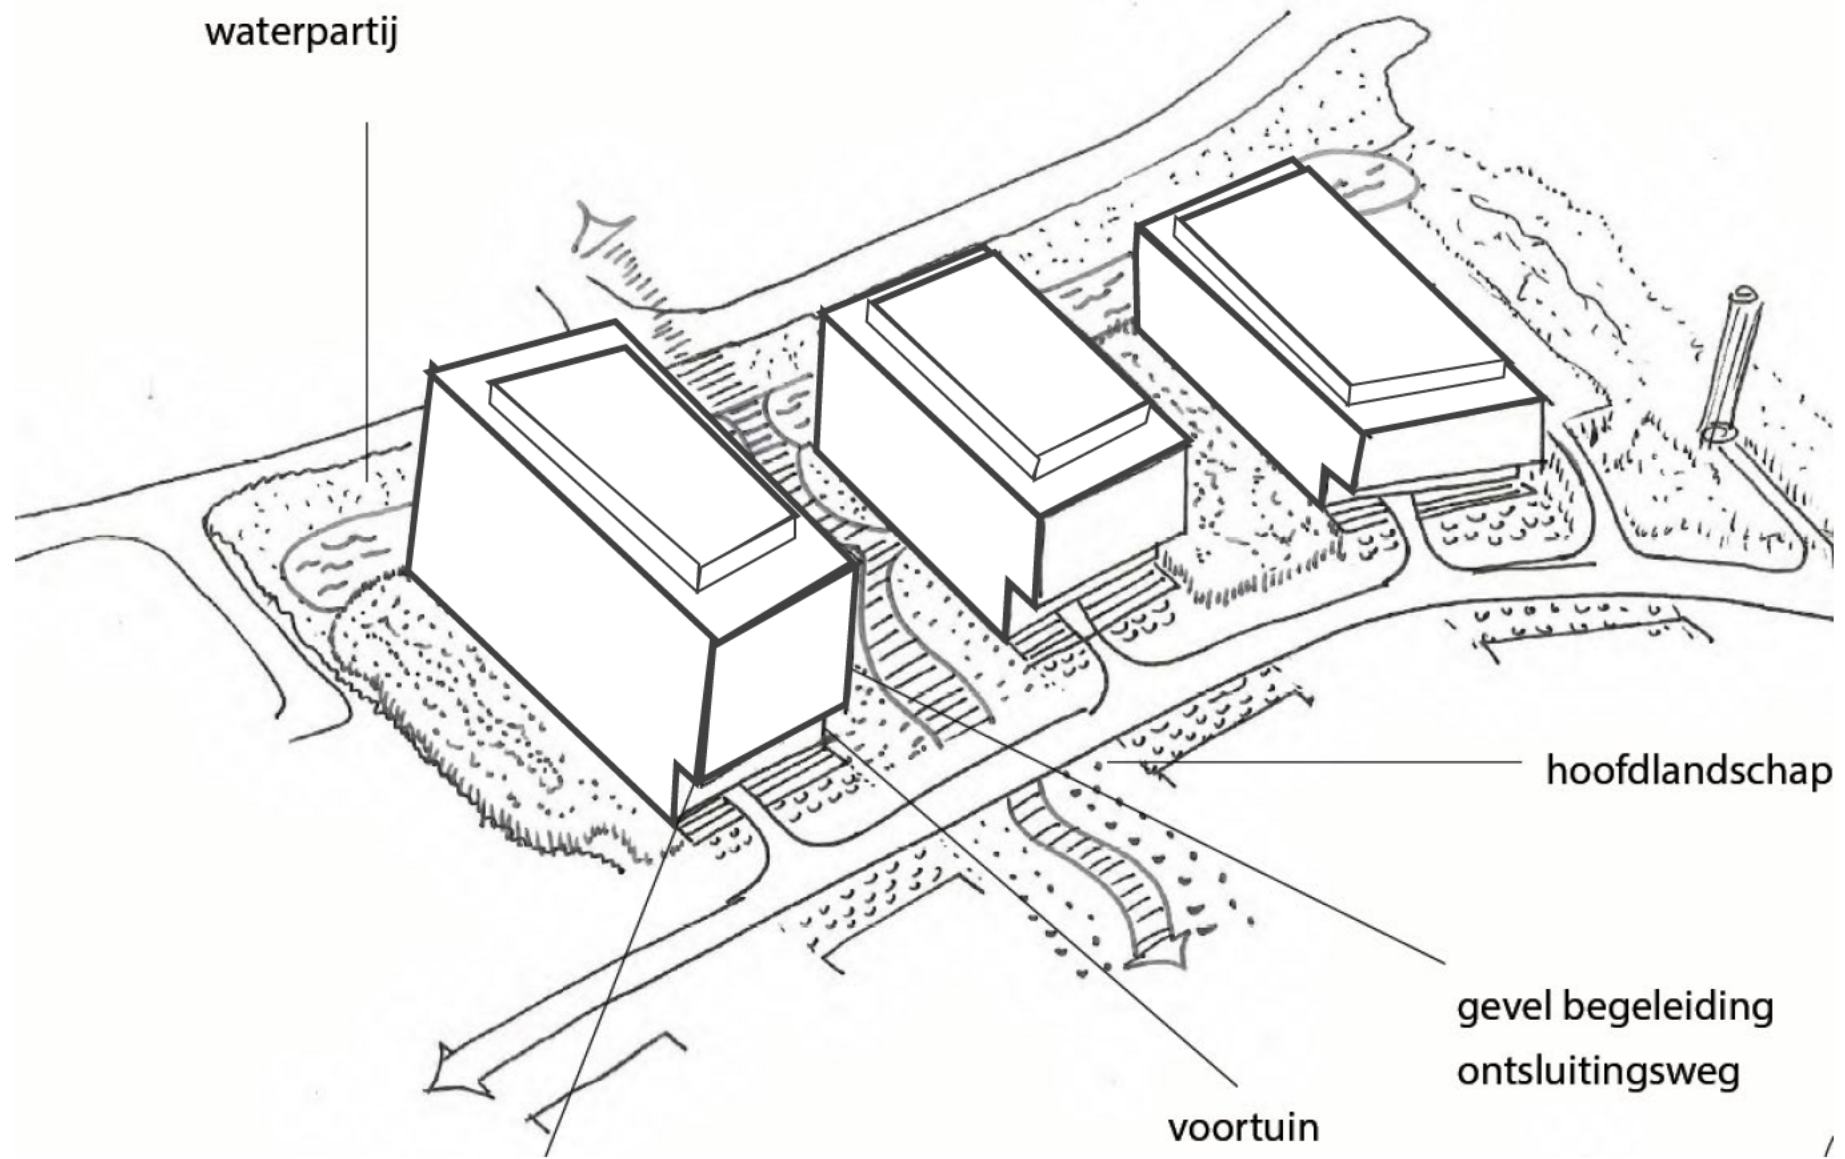 waterpartij
hoofdlandschap
gevel begeleiding
ontsluitingsweg
voortuin